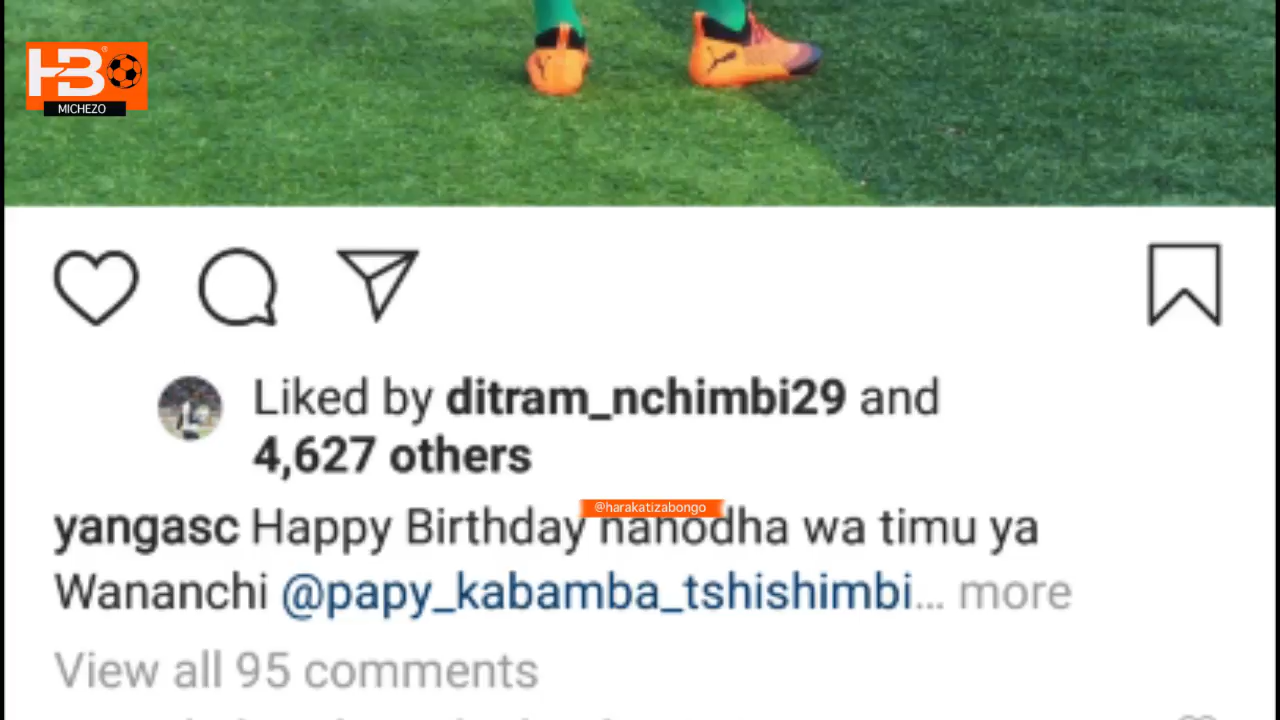 HBO
MICHEZO
Liked by ditram_nchimbi29 and
4,627 others
@harakatizabongo
yangasc Happy Birthday nahodha wa timu ya
Wananchi @papy_kabamba_tshishimbi... more
View all 95 comments